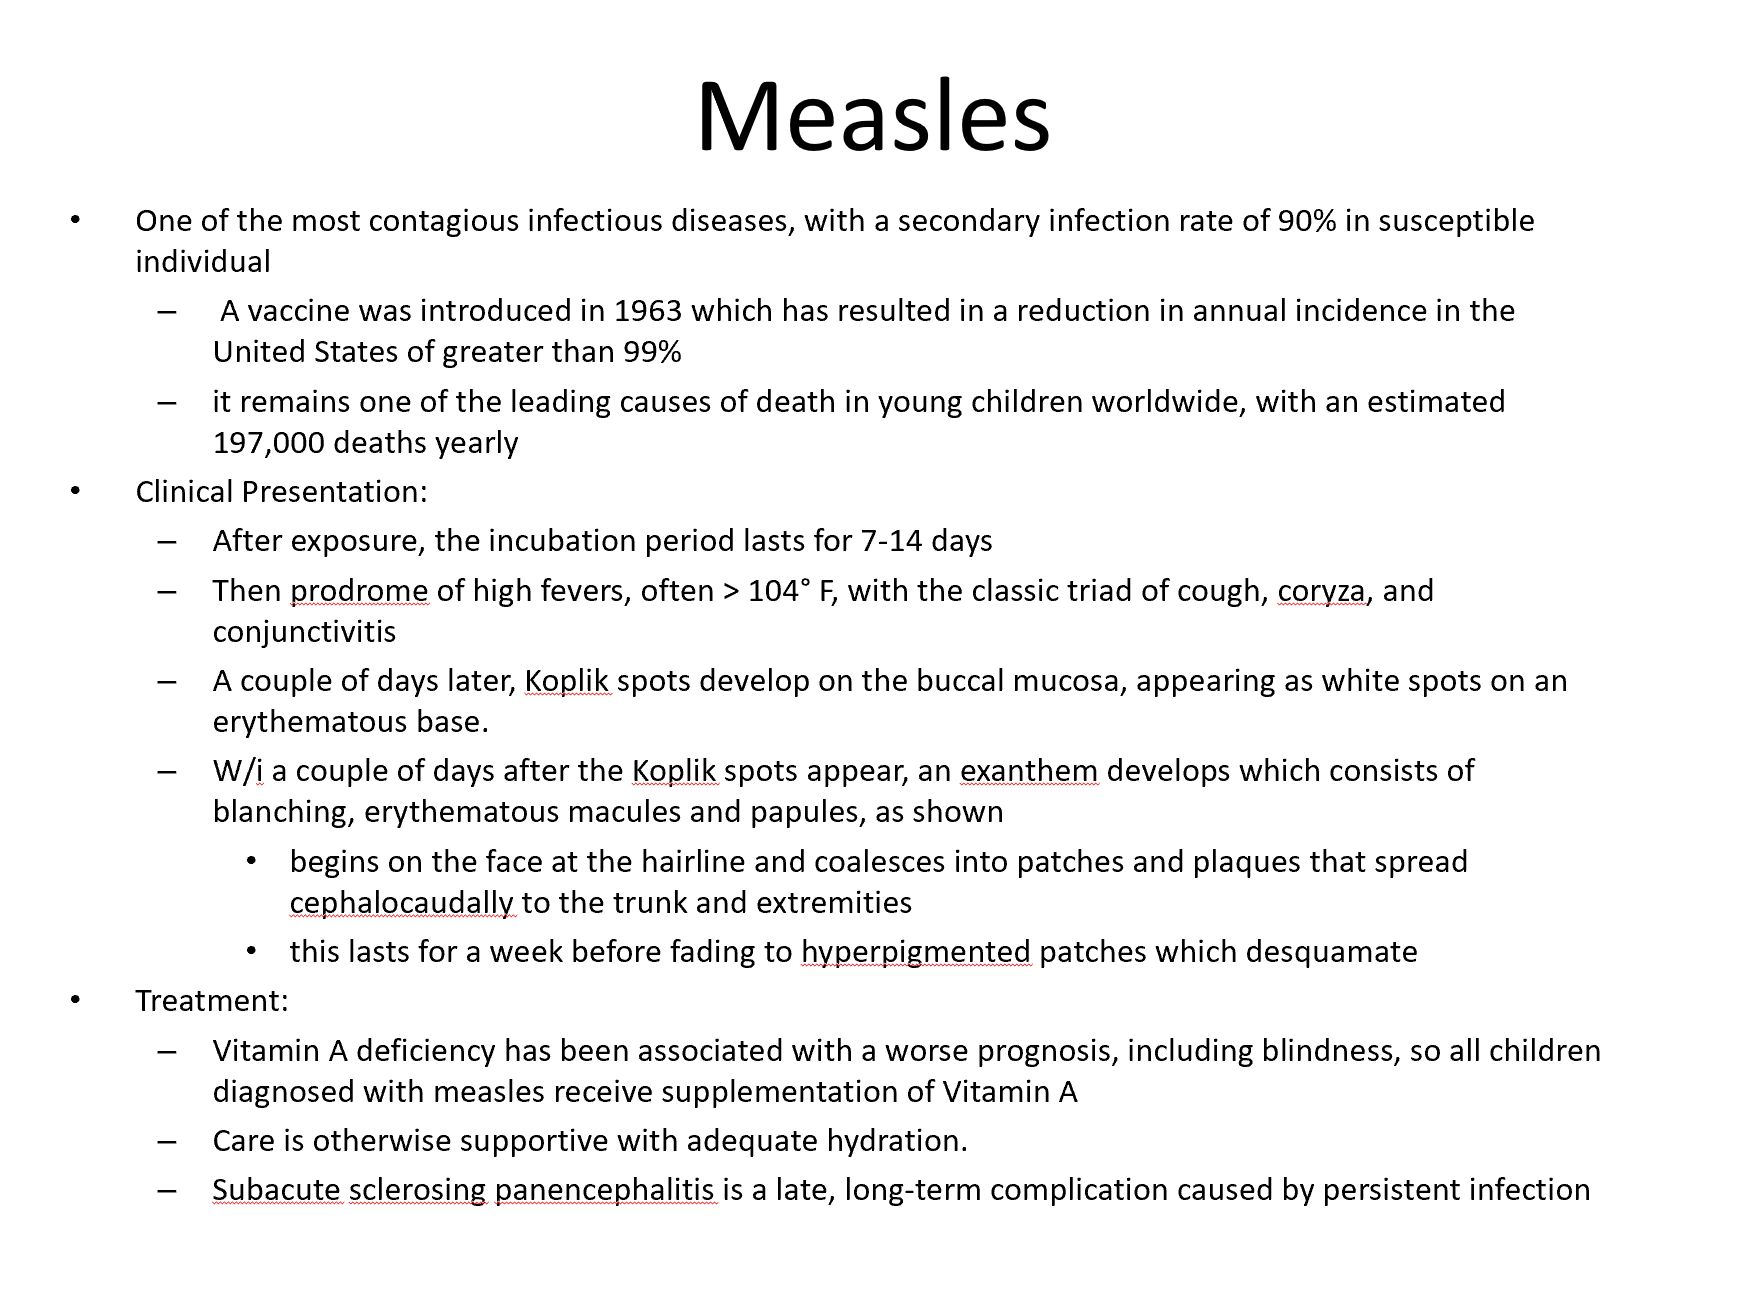 Measles
• One of the most contagious infectious diseases, with a secondary infection rate of 90% in susceptible
individual
– A vaccine was introduced in 1963 which has resulted in a reduction in annual incidence in the
United States of greater than 99%
– it remains one of the leading causes of death in young children worldwide, with an estimated
197,000 deaths yearly
• Clinical Presentation:
– After exposure, the incubation period lasts for 7-14 days
– Then prodrome of high fevers, often > 104° F, with the classic triad of cough, coryza, and
conjunctivitis
– A couple of days later, Koplik spots develop on the buccal mucosa, appearing as white spots on an
erythematous base.
– W/i a couple of days after the Koplik spots appear, an exanthem develops which consists of
blanching, erythematous macules and papules, as shown
• begins on the face at the hairline and coalesces into patches and plaques that spread
cephalocaudally to the trunk and extremities
• this lasts for a week before fading to hyperpigmented patches which desquamate
• Treatment:
– Vitamin A deficiency has been associated with a worse prognosis, including blindness, so all children
diagnosed with measles receive supplementation of Vitamin A
– Care is otherwise supportive with adequate hydration.
– Subacute sclerosing panencephalitis is a late, long-term complication caused by persistent infection